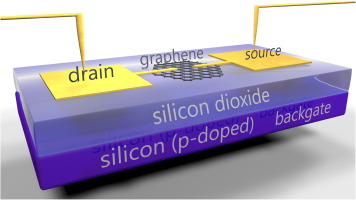 graphene
source
drain
silicon dioxide
silicon (p-doped)
backgate